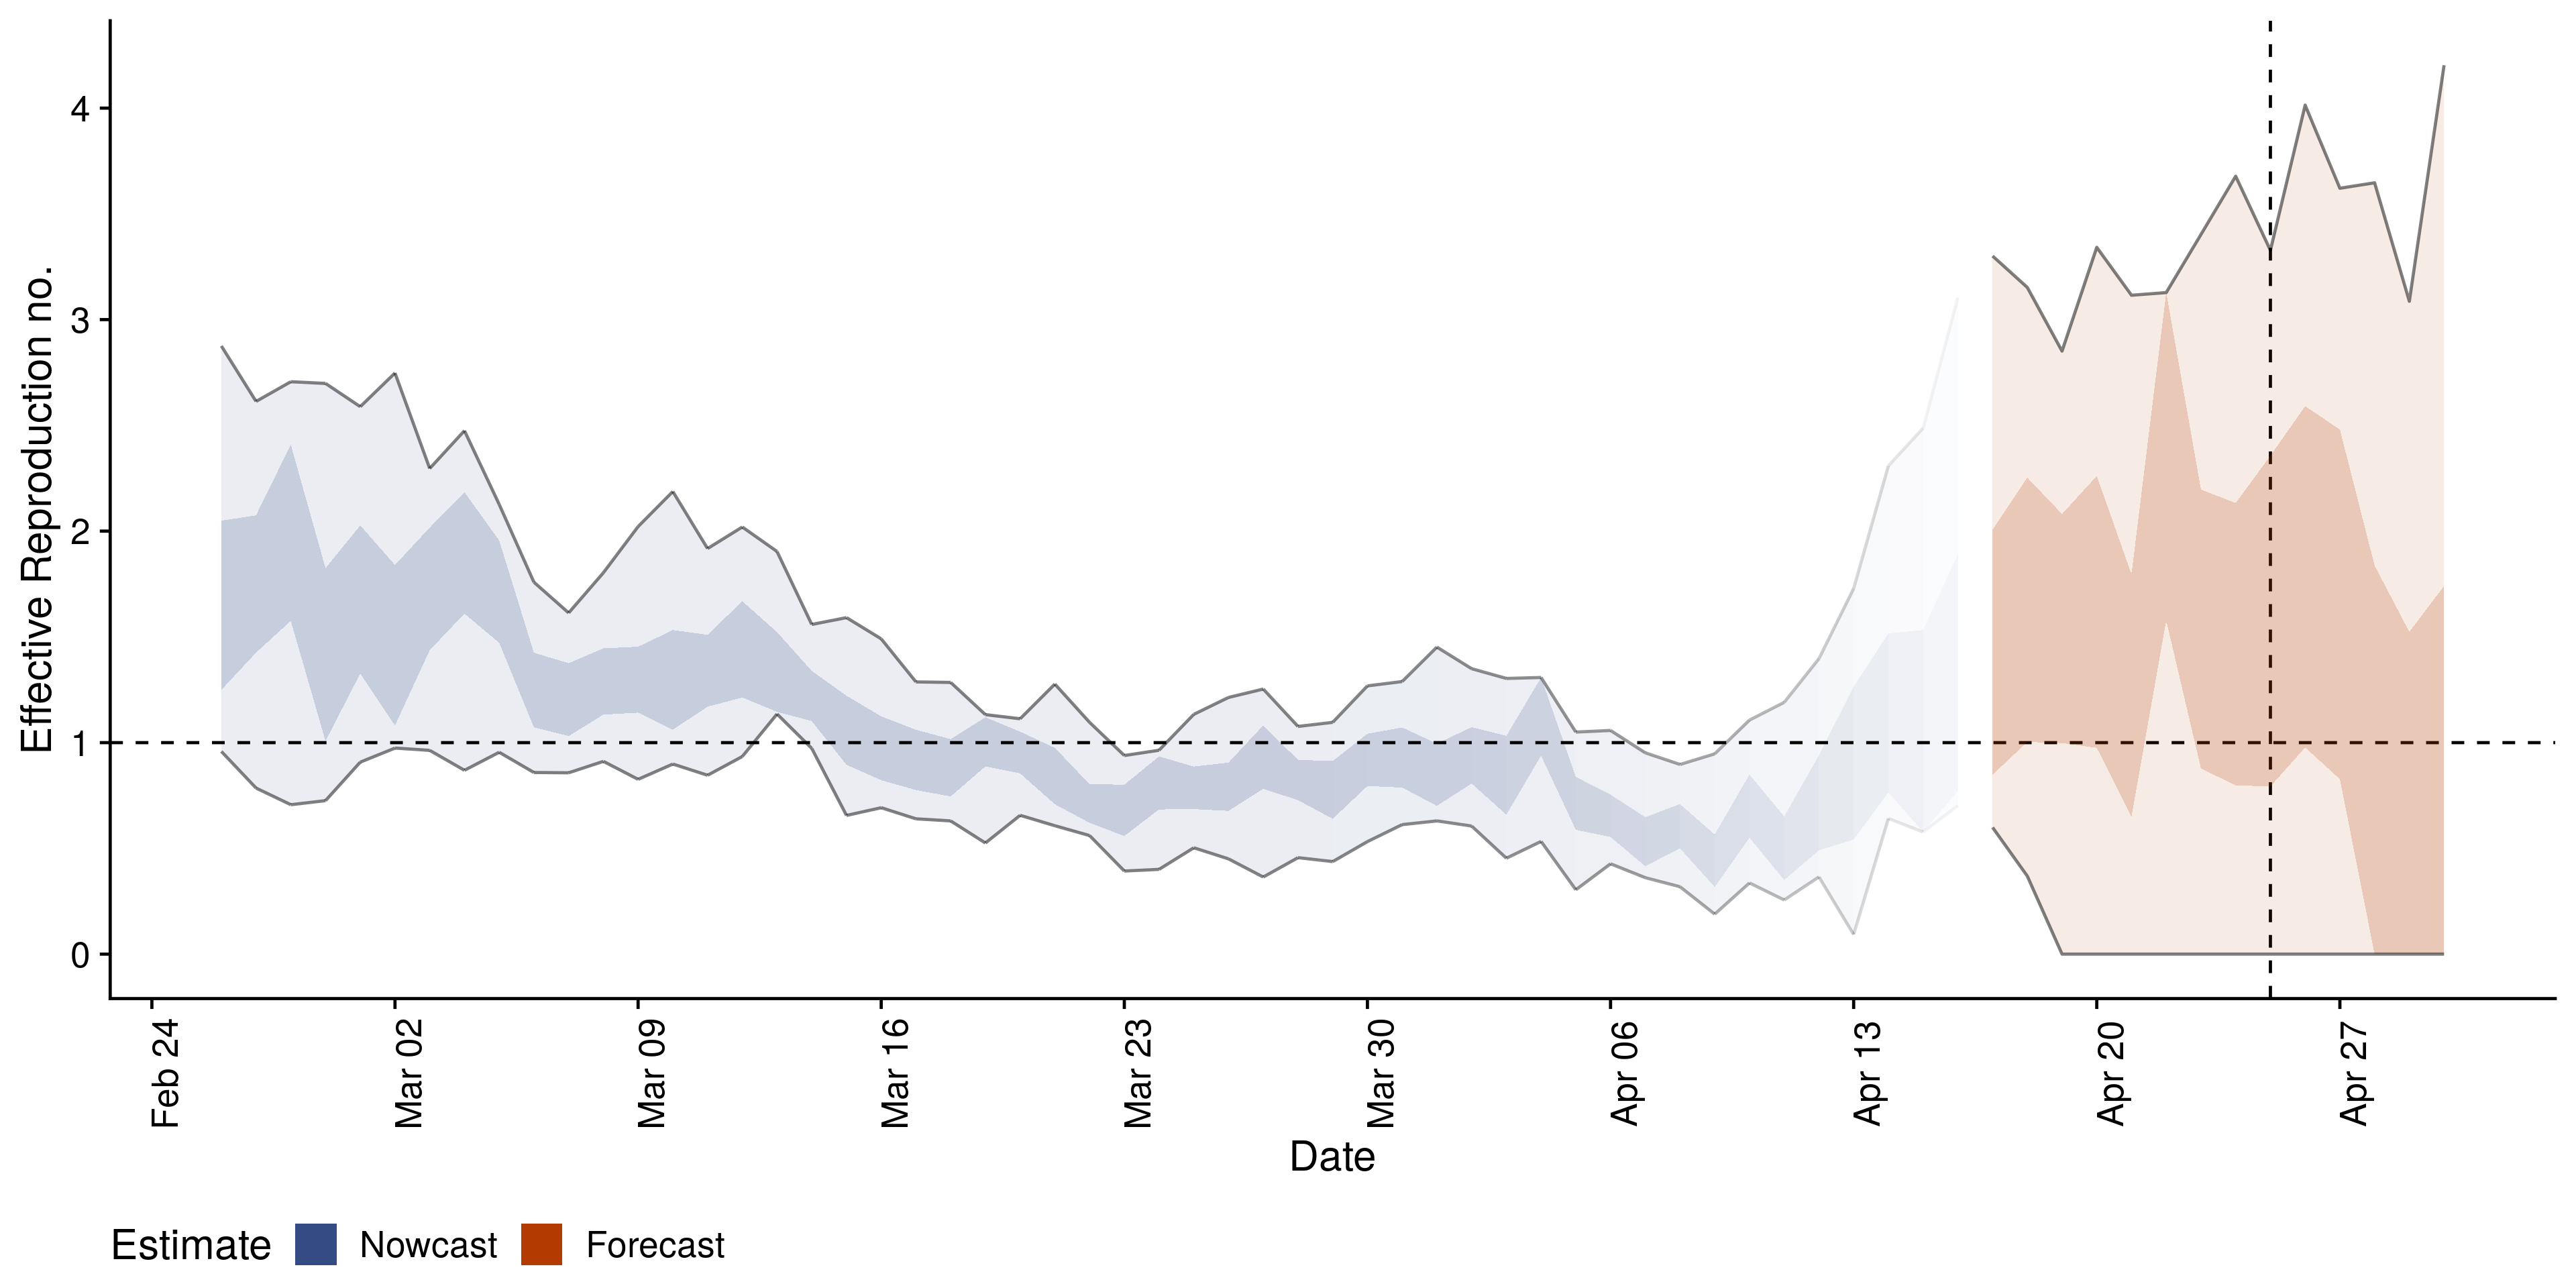 Effective Reproduction no.
4
3
2
1
0
Feb 24
Mar 02
Mar 09
Mar 16
Mar 23
Mar 30
Apr 06
Apr 13
Apr 20
Apr 27
Date
Estimate Nowcast Forecast